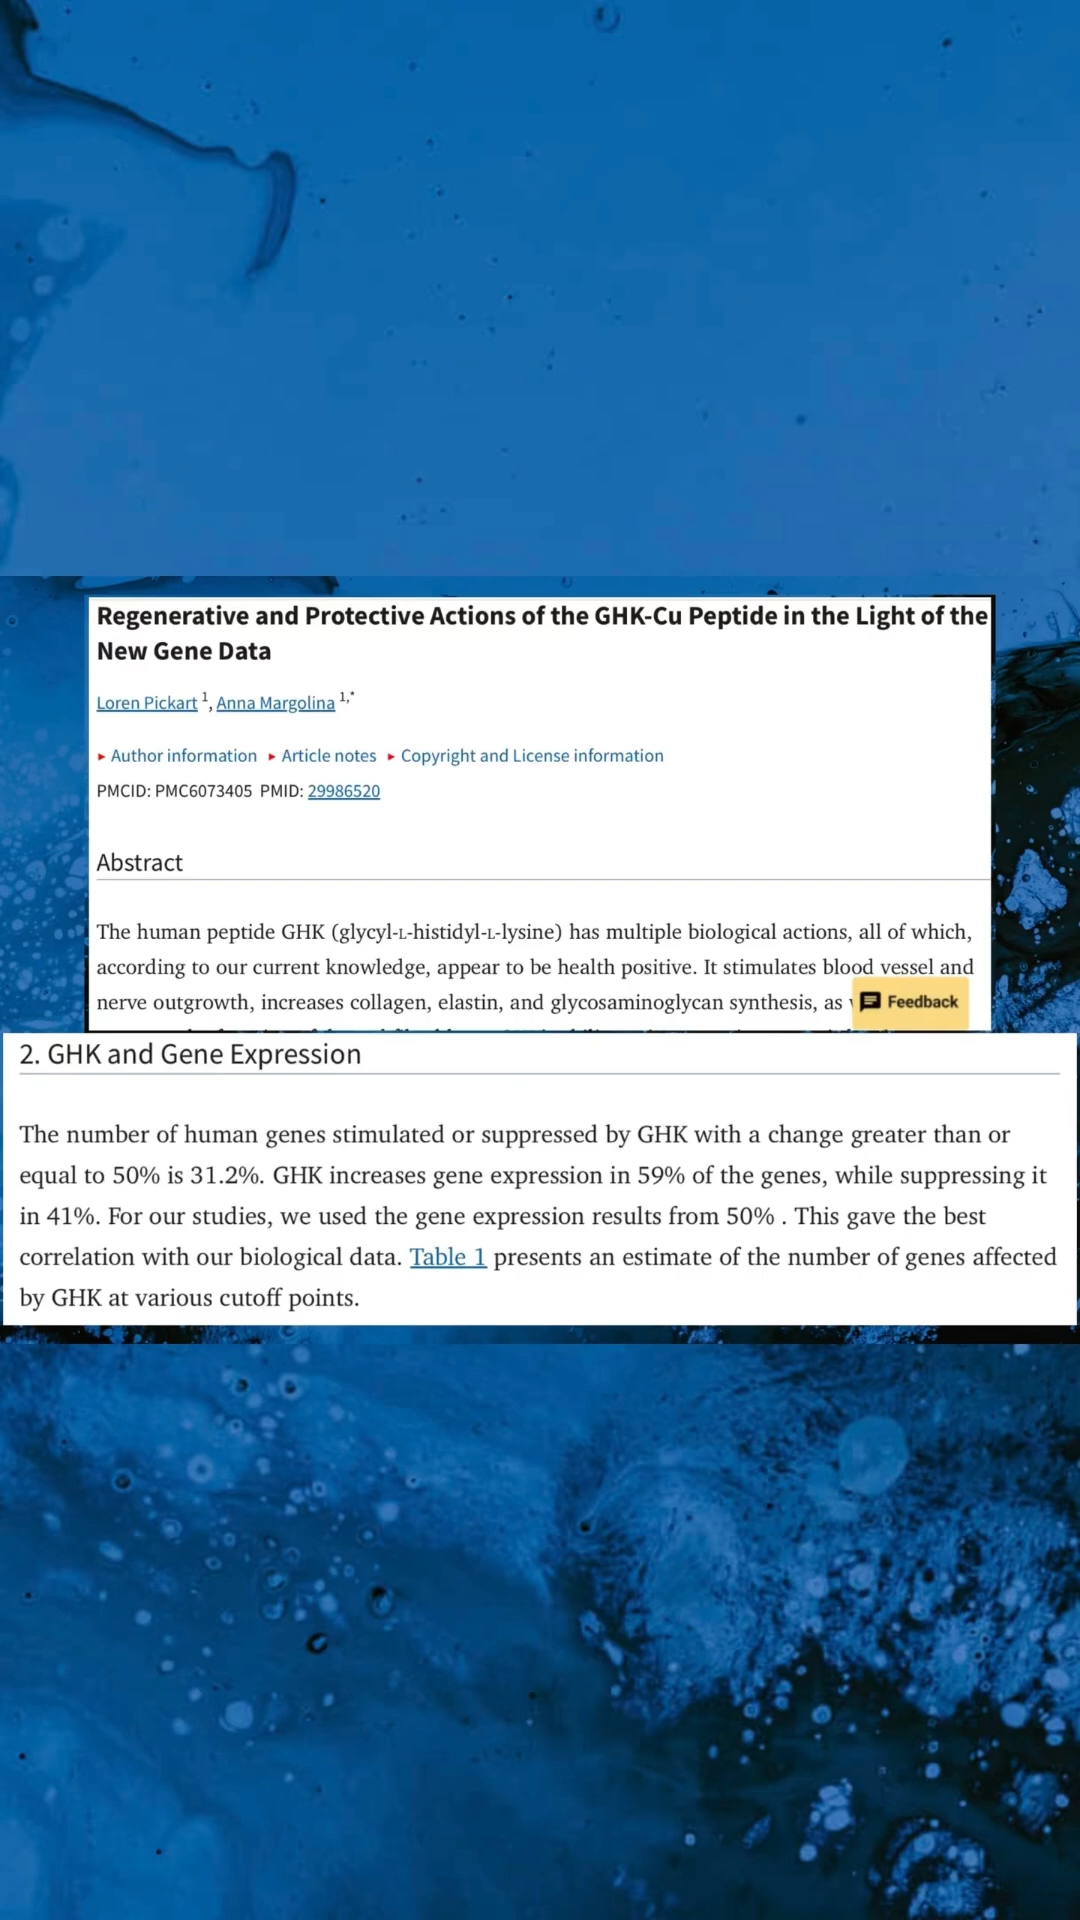 Regenerative and Protective Actions of the GHK-Cu Peptide in the Light of the
New Gene Data
Loren Pickart 1, Anna Margolina 1,*
▸ Author information ▸ Article notes ▸ Copyright and License information
PMCID: PMC6073405 PMID: 29986520
Abstract
The human peptide GHK (glycyl-L-histidyl-L-lysine) has multiple biological actions, all of which,
according to our current knowledge, appear to be health positive. It stimulates blood vessel and
nerve outgrowth, increases collagen, elastin, and glycosaminoglycan synthesis, as
Feedback
2. GHK and Gene Expression
The number of human genes stimulated or suppressed by GHK with a change greater than or
equal to 50% is 31.2%. GHK increases gene expression in 59% of the genes, while suppressing it
in 41%. For our studies, we used the gene expression results from 50% . This gave the best
correlation with our biological data. Table 1 presents an estimate of the number of genes affected
by GHK at various cutoff points.